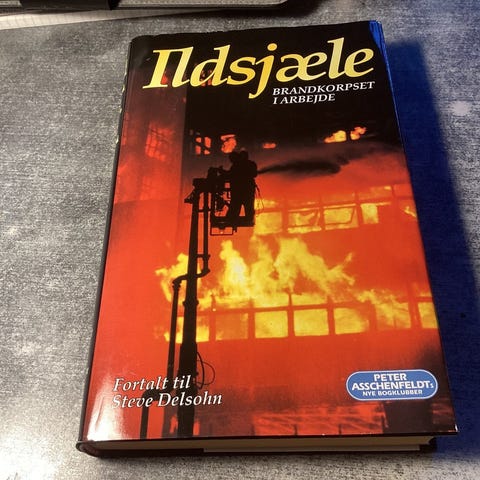 Ildsjæle
BRANDKORPSET
I ARBEJDE
Fortalt til
Steve Delsohn
PETER
ASSCHENFELDTs
NYE BOGKLUBBER